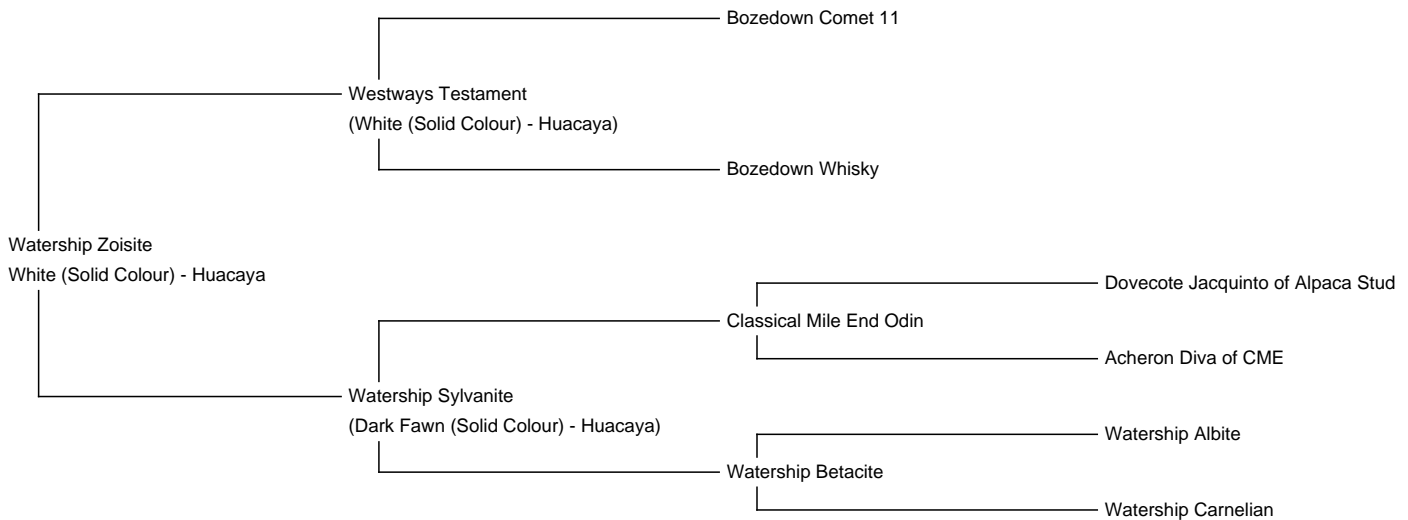 Bozedown Comet 11
Westways Testament
(White (Solid Colour) - Huacaya)
Bozedown Whisky
Watership Zoisite
White (Solid Colour) - Huacaya
Dovecote Jacquinto of Alpaca Stud
Classical Mile End Odin
Acheron Diva of CME
Watership Sylvanite
(Dark Fawn (Solid Colour) - Huacaya)
Watership Albite
Watership Betacite
Watership Carnelian